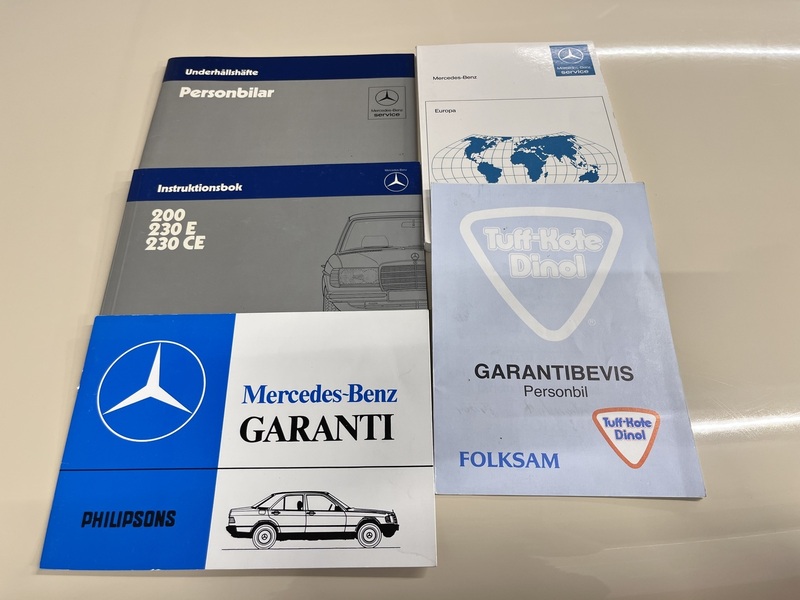 Underhållshäfte
Personbilar
Mercedes-Benz
service
Mercedes-Benz
Mercedes-Benz
service
Europa
Instruktionsbok
Mercedes-Benz
200
230 E
230 CE
Tuff-Kote
Dinol
GARANTIBEVIS
Personbil
Tuff-Kote
Dinol
FOLKSAM
Mercedes-Benz
GARANTI
PHILIPSONS